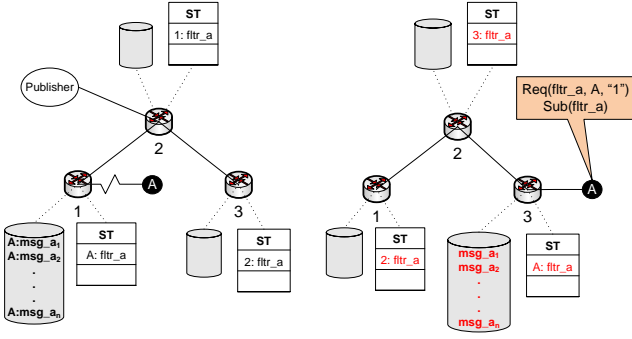 ST
1: fltr_a
Publisher
2
A
1
3
A:msg_a1
A:msg_a2
.
.
.
.
A:msg_an
ST
A: fltr_a
ST
2: fltr_a
ST
3: fltr_a
Req(fltr_a, A, “1”)
Sub(fltr_a)
2
A
1
3
ST
2: fltr_a
msg_a1
msg_a2
.
.
.
msg_an
ST
A: fltr_a